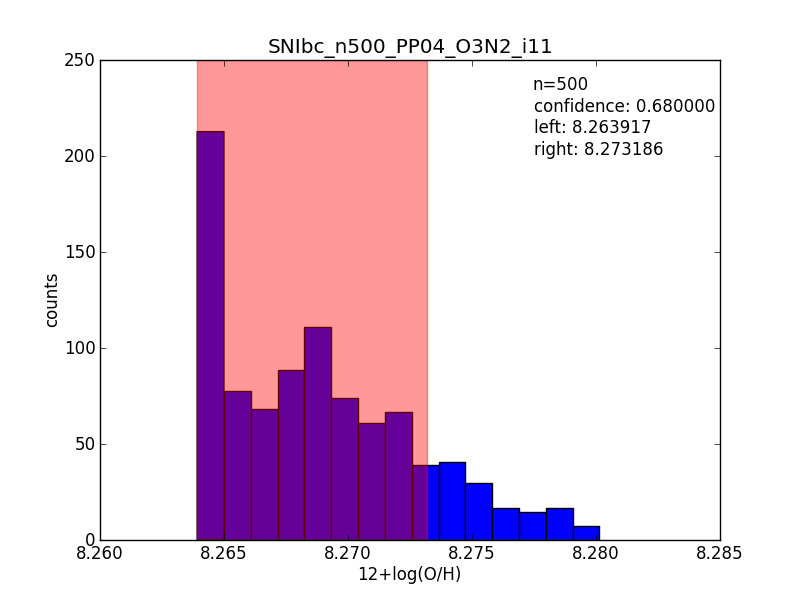 SNIbc_n500_PP04_O3N2_i11
250
200
150
100
50
0
counts
n=500
confidence: 0.680000
left: 8.263917
right: 8.273186
8.260 8.265 8.270 8.275 8.280 8.285
12+log(O/H)